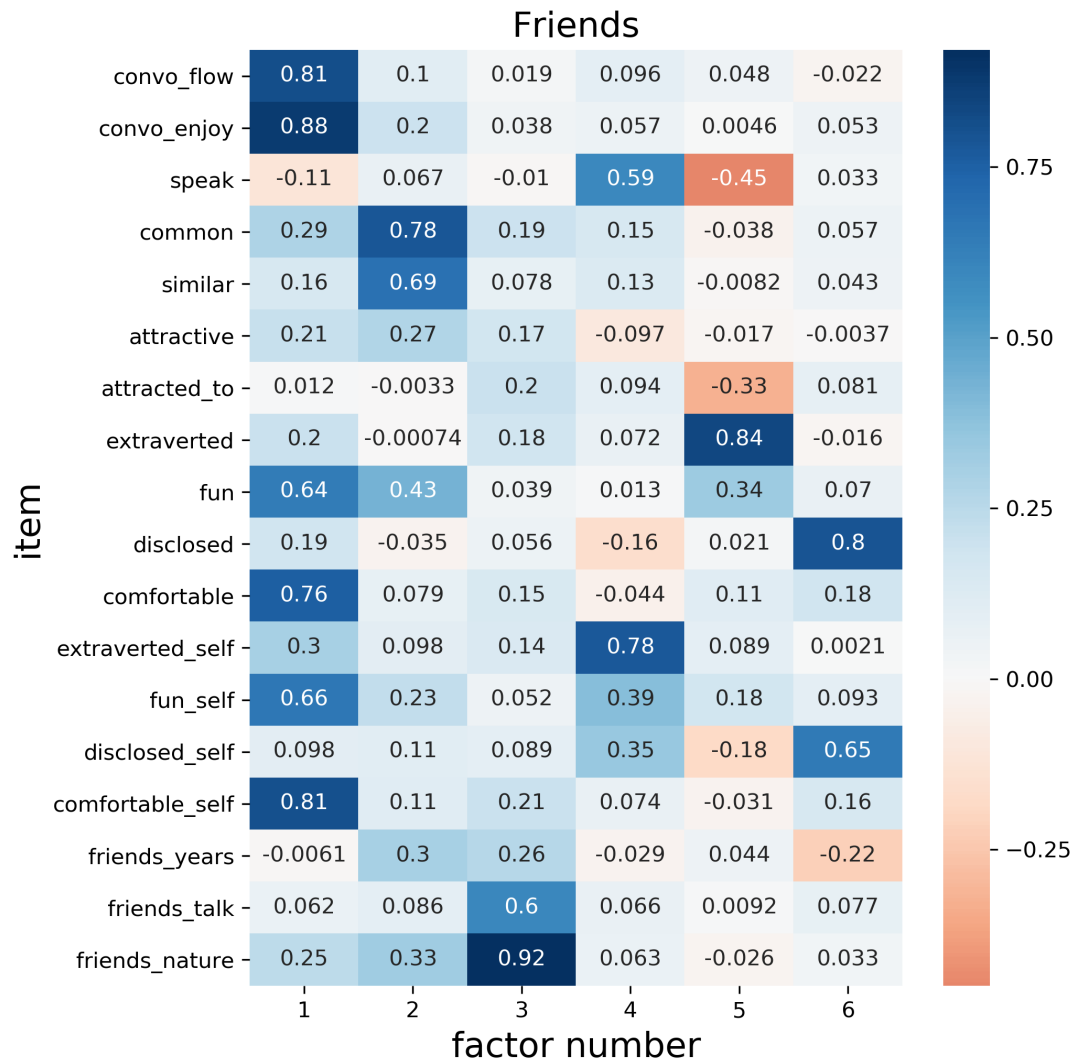 Friends
convo_flow 0.81 0.1 0.019 0.096 0.048 -0.022
convo_enjoy 0.88 0.2 0.038 0.057 0.0046 0.053
speak -0.11 0.067 -0.01 0.59 -0.45 0.033
common 0.29 0.78 0.19 0.15 -0.038 0.057
similar 0.16 0.69 0.078 0.13 -0.0082 0.043
attractive 0.21 0.27 0.17 -0.097 -0.017 -0.0037
attracted_to 0.012 -0.0033 0.2 0.094 -0.33 0.081
extraverted 0.2 -0.00074 0.18 0.072 0.84 -0.016
fun 0.64 0.43 0.039 0.013 0.34 0.07
disclosed 0.19 -0.035 0.056 -0.16 0.021 0.8
comfortable 0.76 0.079 0.15 -0.044 0.11 0.18
extraverted_self 0.3 0.098 0.14 0.78 0.089 0.0021
fun_self 0.66 0.23 0.052 0.39 0.18 0.093
disclosed_self 0.098 0.11 0.089 0.35 -0.18 0.65
comfortable_self 0.81 0.11 0.21 0.074 -0.031 0.16
friends_years -0.0061 0.3 0.26 -0.029 0.044 -0.22
friends_talk 0.062 0.086 0.6 0.066 0.0092 0.077
friends_nature 0.25 0.33 0.92 0.063 -0.026 0.033
1 2 3 4 5 6
factor number
item
0.75
0.50
0.25
0.00
−0.25